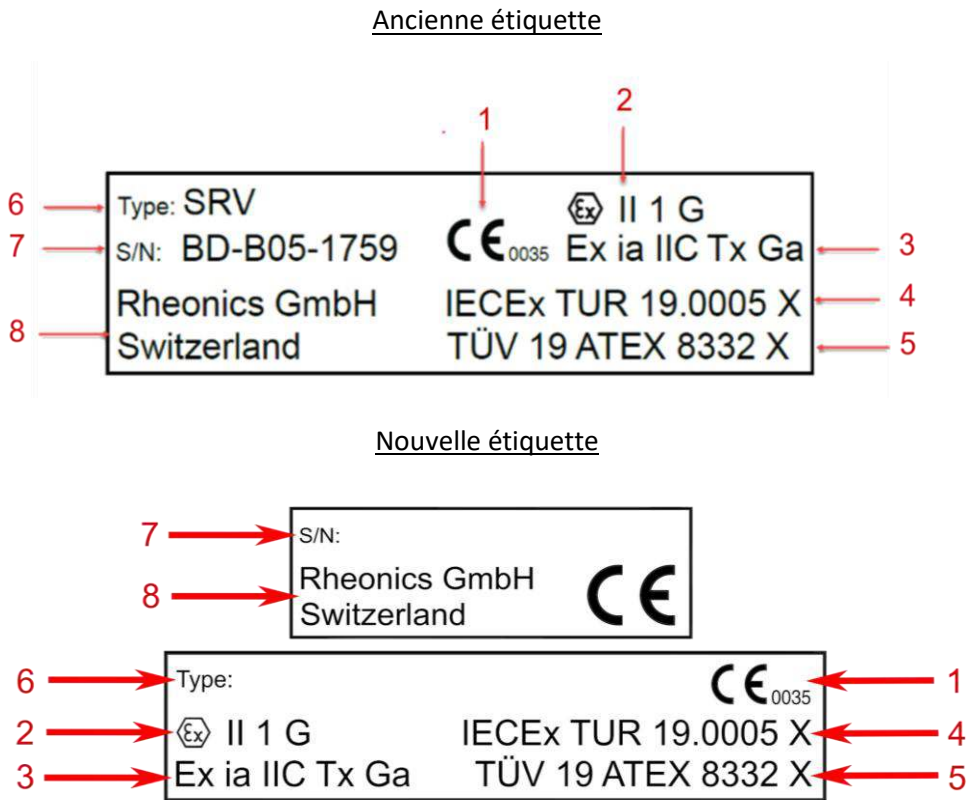 Ancienne étiquette
1
2
6 Type: SRV Ex II 1 G
7 S/N: BD-B05-1759 CE 0035 Ex ia IIC Tx Ga 3
Rheonics GmbH IECEx TUR 19.0005 X 4
8 Switzerland TÜV 19 ATEX 8332 X 5
Nouvelle étiquette
7 S/N:
8 Rheonics GmbH
Switzerland CE
6 Type: CE 0035 1
2 Ex II 1 G IECEx TUR 19.0005 X 4
3 Ex ia IIC Tx Ga TÜV 19 ATEX 8332 X 5